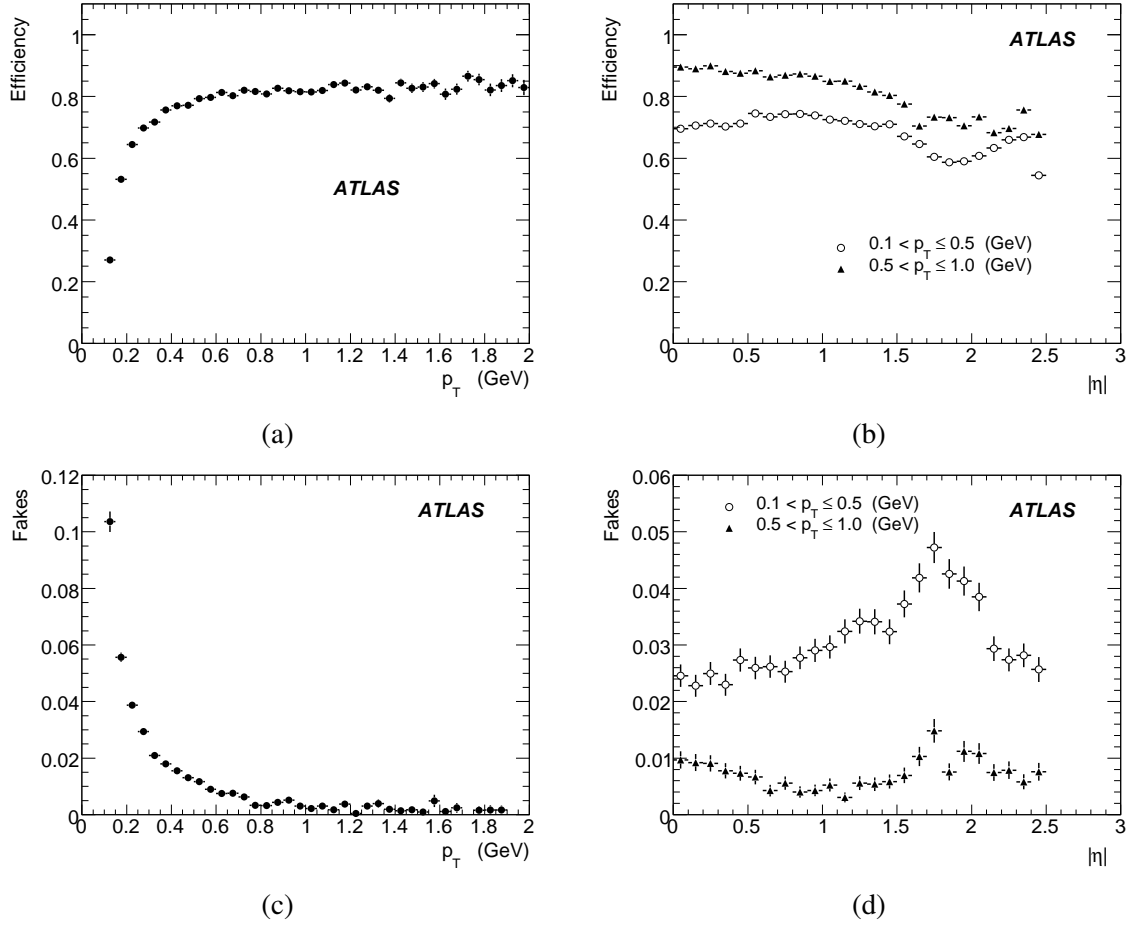 Efficiency
1
0.8
0.6
0.4
0.2
0
ATLAS
0 0.2 0.4 0.6 0.8 1 1.2 1.4 1.6 1.8 2
p_T (GeV)
(a)
Efficiency
1
0.8
0.6
0.4
0.2
0
ATLAS
0.1 < p_T ≤ 0.5 (GeV)
0.5 < p_T ≤ 1.0 (GeV)
0 0.5 1 1.5 2 2.5 3
|η|
(b)
Fakes
0.12
0.1
0.08
0.06
0.04
0.02
0
ATLAS
0 0.2 0.4 0.6 0.8 1 1.2 1.4 1.6 1.8 2
p_T (GeV)
(c)
Fakes
0.06
0.05
0.04
0.03
0.02
0.01
0
0.1 < p_T ≤ 0.5 (GeV)
0.5 < p_T ≤ 1.0 (GeV)
ATLAS
0 0.5 1 1.5 2 2.5 3
|η|
(d)